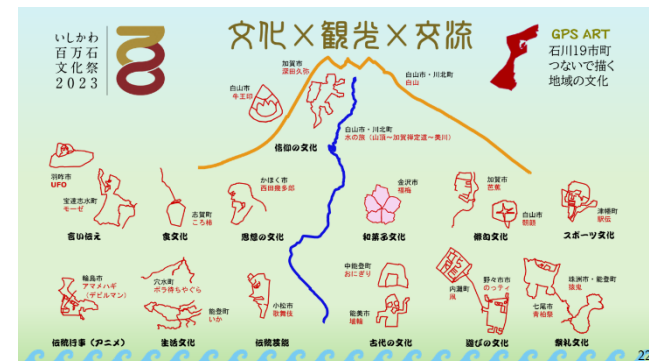 いしかわ
百万石
文化祭
2023
文化×観光×交流
GPS ART
石川19市町
つないで描く
地域の文化
加賀市
深田久弥
白山市
牛王印
白山市・川北町
白山
白山市・川北町
水の旅（山頂～加賀禅定道～美川）
信仰の文化
羽咋市
UFO
宝達志水町
モーゼ
言い伝え
志賀町
ころ柿
食文化
かほく市
西田幾多郎
思想の文化
金沢市
福梅
和菓子文化
加賀市
芭蕉
白山市
朝顔
俳句文化
津幡町
駅伝
スポーツ文化
輪島市
アマメハギ
（デビルマン）
伝統行事（アニメ）
穴水町
ボラ待ちやぐら
能登町
いか
生活文化
小松市
歌舞伎
伝統芸能
中能登町
おにぎり
能美市
埴輪
古代の文化
内灘町
凧
野々市市
のっティ
遊びの文化
珠洲市・能登町
猿鬼
七尾市
青柏祭
祭礼文化
22